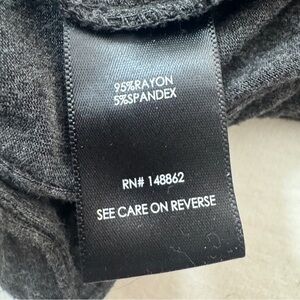 95%RAYON
5%SPANDEX
RN# 148862
SEE CARE ON REVERSE